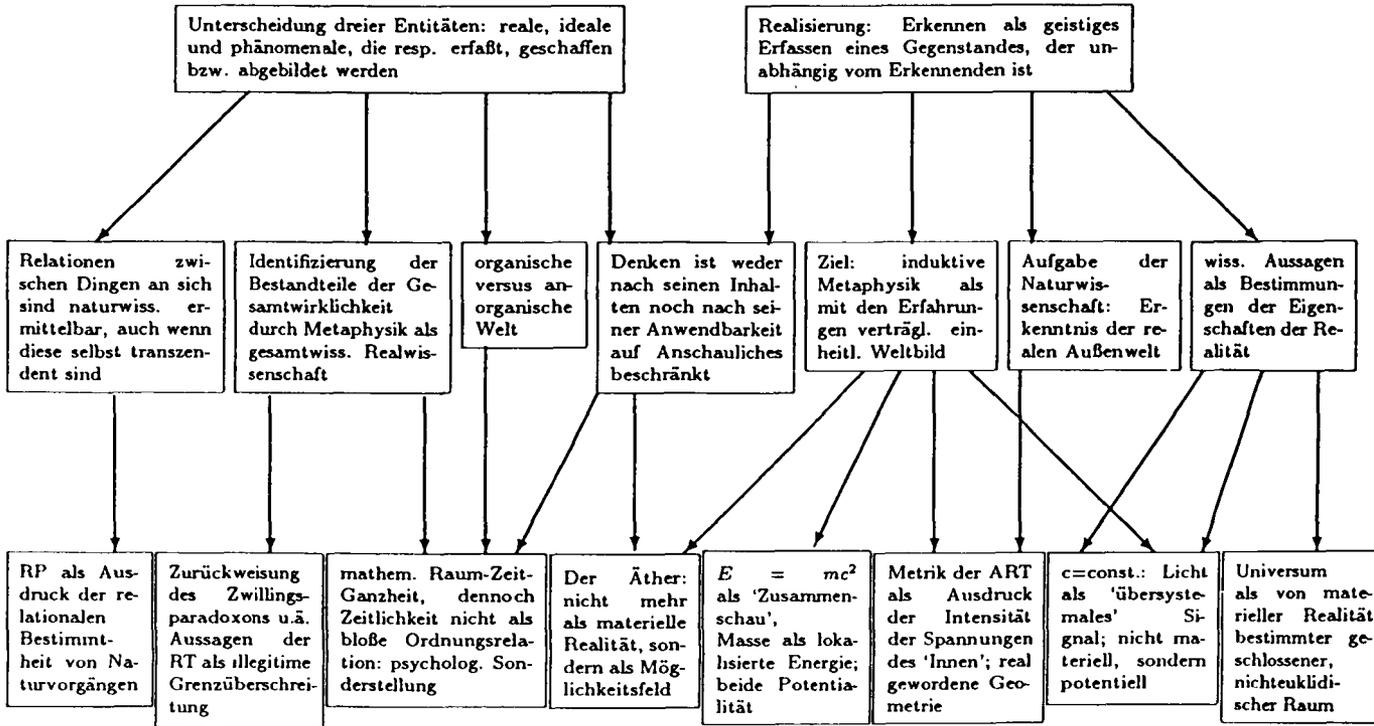 Unterscheidung dreier Entitäten: reale, ideale
und phänomenale, die resp. erfaßt, geschaffen
bzw. abgebildet werden
Realisierung: Erkennen als geistiges
Erfassen eines Gegenstandes, der un-
abhängig vom Erkennenden ist
Relationen zwi-
schen Dingen an sich
sind naturwiss. er-
mittelbar, auch wenn
diese selbst transzen-
dent sind
Identifizierung der
Bestandteile der Ge-
samtwirklichkeit
durch Metaphysik als
gesamtwiss. Realwis-
senschaft
organische
versus an-
organische
Welt
Denken ist weder
nach seinen Inhal-
ten noch nach sei-
ner Anwendbarkeit
auf Anschauliches
beschränkt
Ziel: induktive
Metaphysik als
mit den Erfahrun-
gen verträgl. ein-
heitl. Weltbild
Aufgabe der
Naturwis-
senschaft: Er-
kenntnis der re-
alen Außenwelt
wiss. Aussagen
als Bestimmun-
gen der Eigen-
schaften der Re-
alität
RP als Aus-
druck der re-
lationalen
Bestimmt-
heit von Na-
turvorgängen
Zurückweisung
des Zwillings-
paradoxons u.ä.
Aussagen der
RT als illegitime
Grenzüberschrei-
tung
mathem. Raum-Zeit-
Ganzheit, dennoch
Zeitlichkeit nicht als
bloße Ordnungsrela-
tion: psycholog. Son-
derstellung
Der Äther:
nicht mehr
als materielle
Realität, son-
dern als Mög-
lichkeitsfeld
E = mc²
als ‘Zusammen-
schau’,
Masse als loka-
lisierte Energie;
beide Potentia-
lität
Metrik der ART
als Ausdruck
der Intensität
der Spannungen
des ‘Innen’; real
gewordene Geo-
metrie
c=const.: Licht
als ‘übersyste-
males’ Si-
gnal; nicht ma-
teriell, sondern
potentiell
Universum
als von mate-
rieller Realität
bestimmter ge-
schlossener,
nichteuklidi-
scher Raum